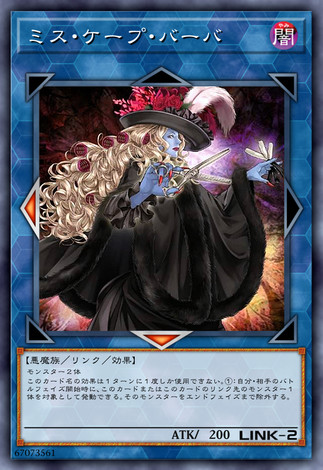 ミス・ケープ・バーバ
闇
【悪魔族／リンク／効果】
モンスター２体
このカード名の効果は１ターンに１度しか使用できない。①：自分・相手のバト
ルフェイズ開始時に、このカードまたはこのカードのリンク先のモンスター１
体を対象として発動できる。そのモンスターをエンドフェイズまで除外する。
ATK/ 200 LINK-2
67073561